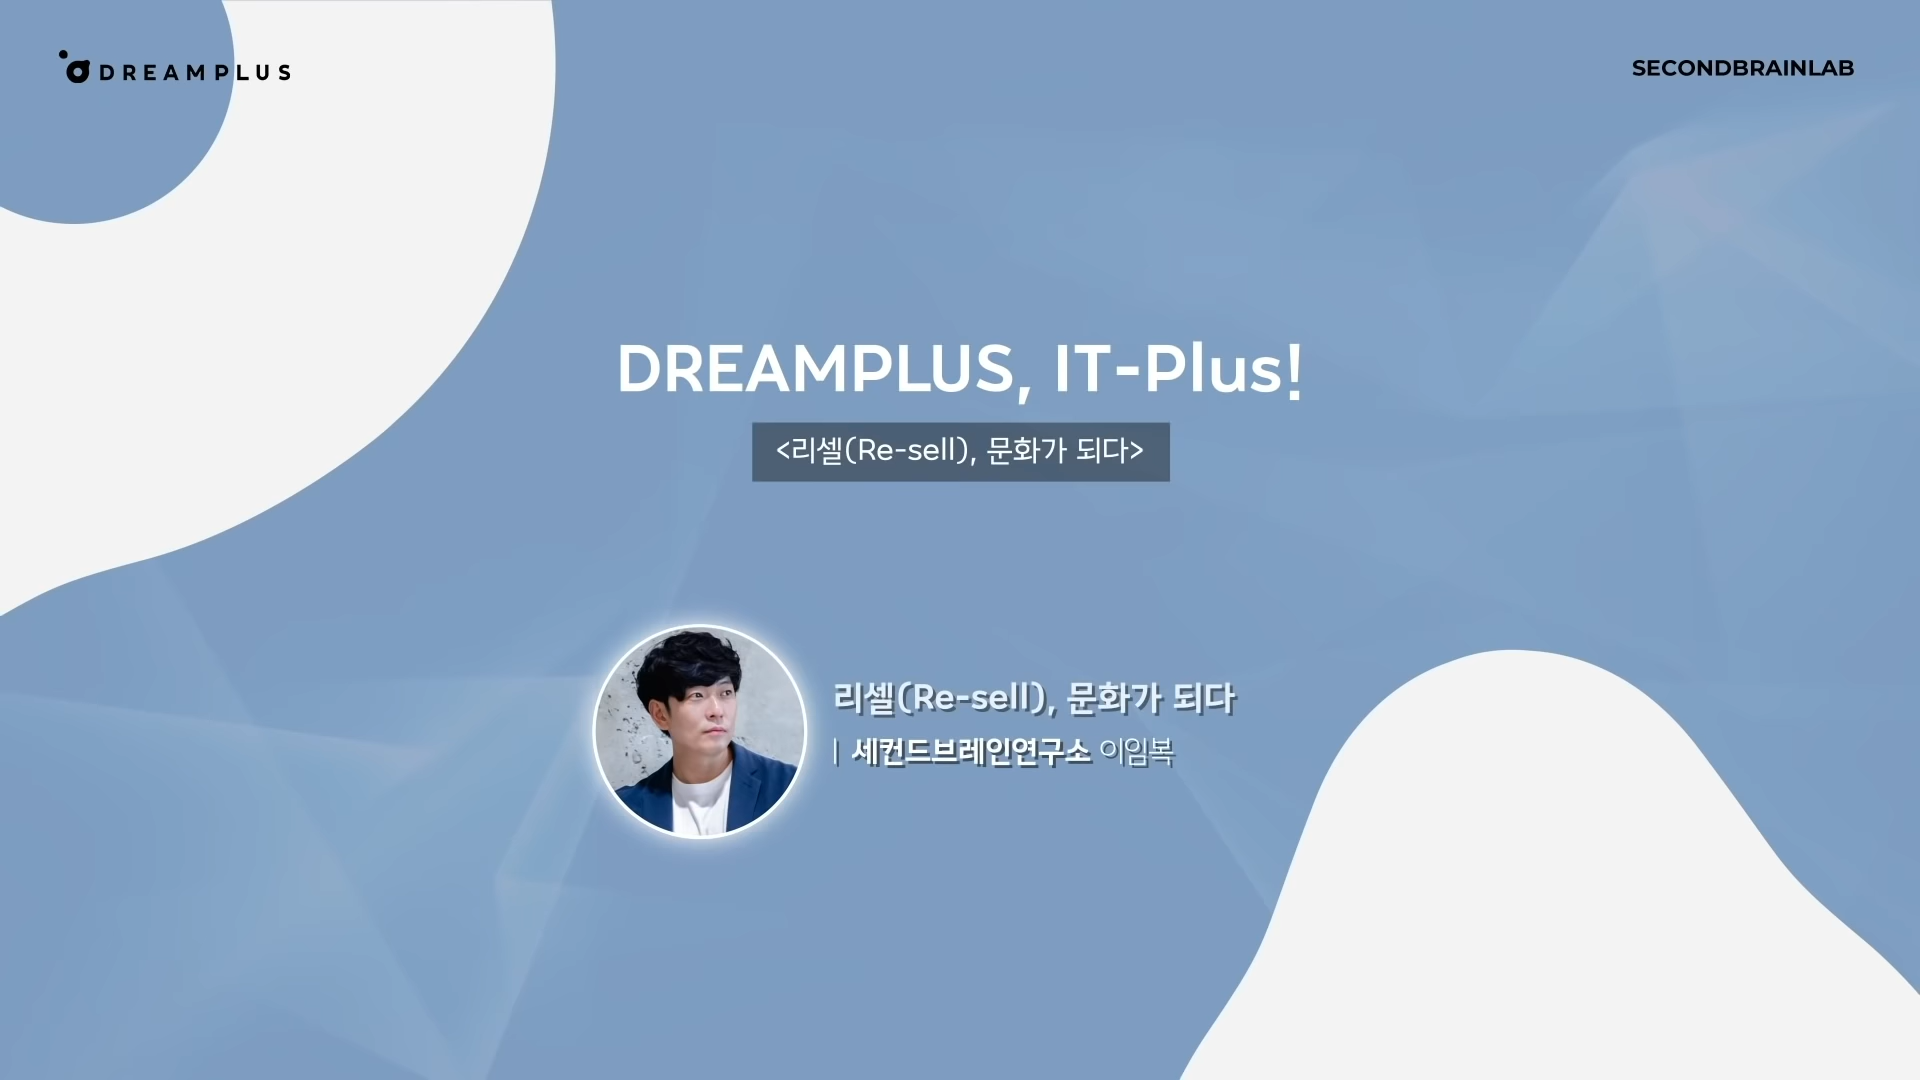 DREAMPLUS
SECONDBRAINLAB
DREAMPLUS, IT-Plus!
<리셀(Re-sell), 문화가 되다>
리셀(Re-sell), 문화가 되다
| 세컨드브레인연구소 이임복